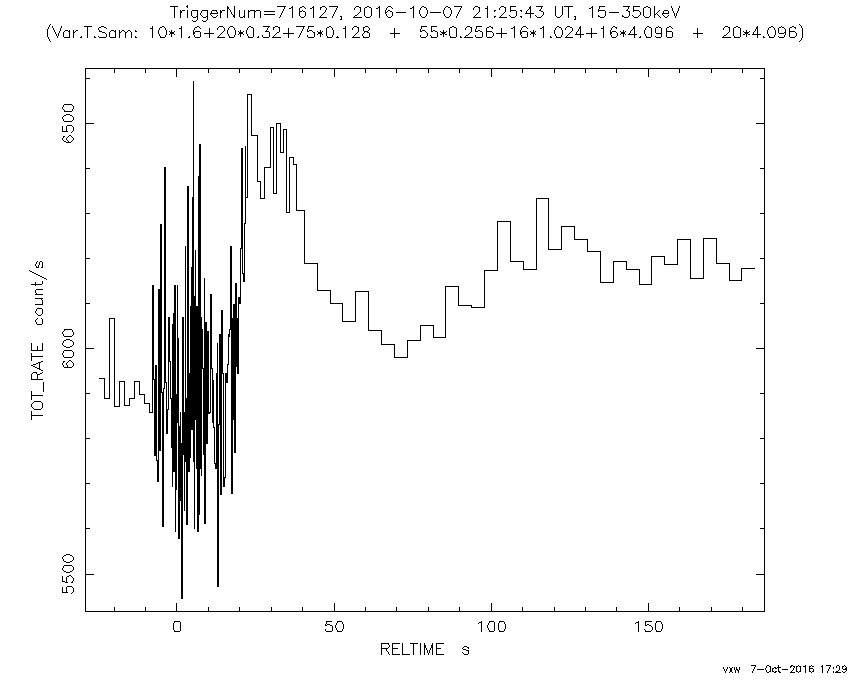 TriggerNum=716127, 2016-10-07 21:25:43 UT, 15-350keV
(Var.T.Sam: 10*1.6+20*0.32+75*0.128 + 55*0.256+16*1.024+16*4.096 + 20*4.096)
TOT_RATE count/s
6500
6000
5500
0 50 100 150
RELTIME s
vxw 7-Oct-2016 17:29